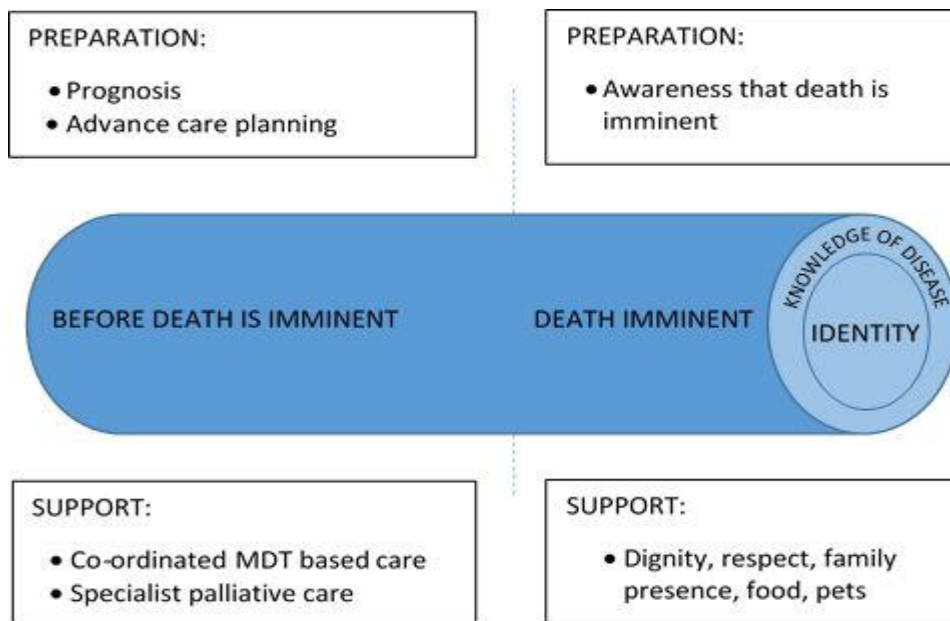 PREPARATION:
• Prognosis
• Advance care planning
PREPARATION:
• Awareness that death is
imminent
BEFORE DEATH IS IMMINENT
DEATH IMMINENT
KNOWLEDGE OF DISEASE
IDENTITY
SUPPORT:
• Co-ordinated MDT based care
• Specialist palliative care
SUPPORT:
• Dignity, respect, family
presence, food, pets